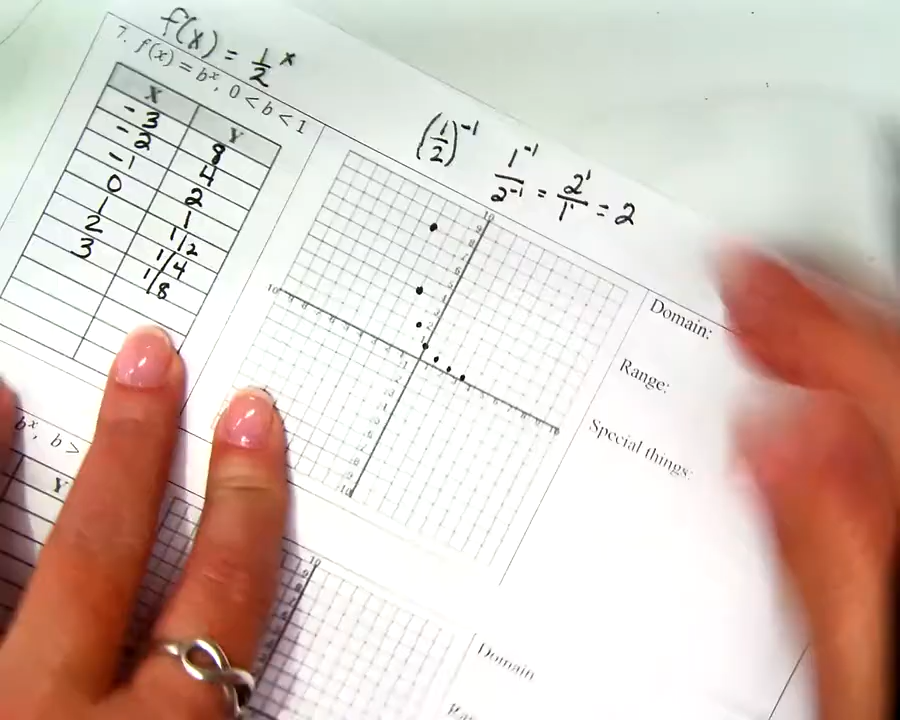 f(x) = 1/2 ^x
7. f(x) = b^x, 0 < b < 1
X Y
-3 8
-2 4
-1 2
0 1
1 1/2
2 1/4
3 1/8
(1/2)^-1 1^-1/2^-1 = 2^1/1^1 = 2
Domain:
Range:
Special things:
b^x, b >
Y
Domain